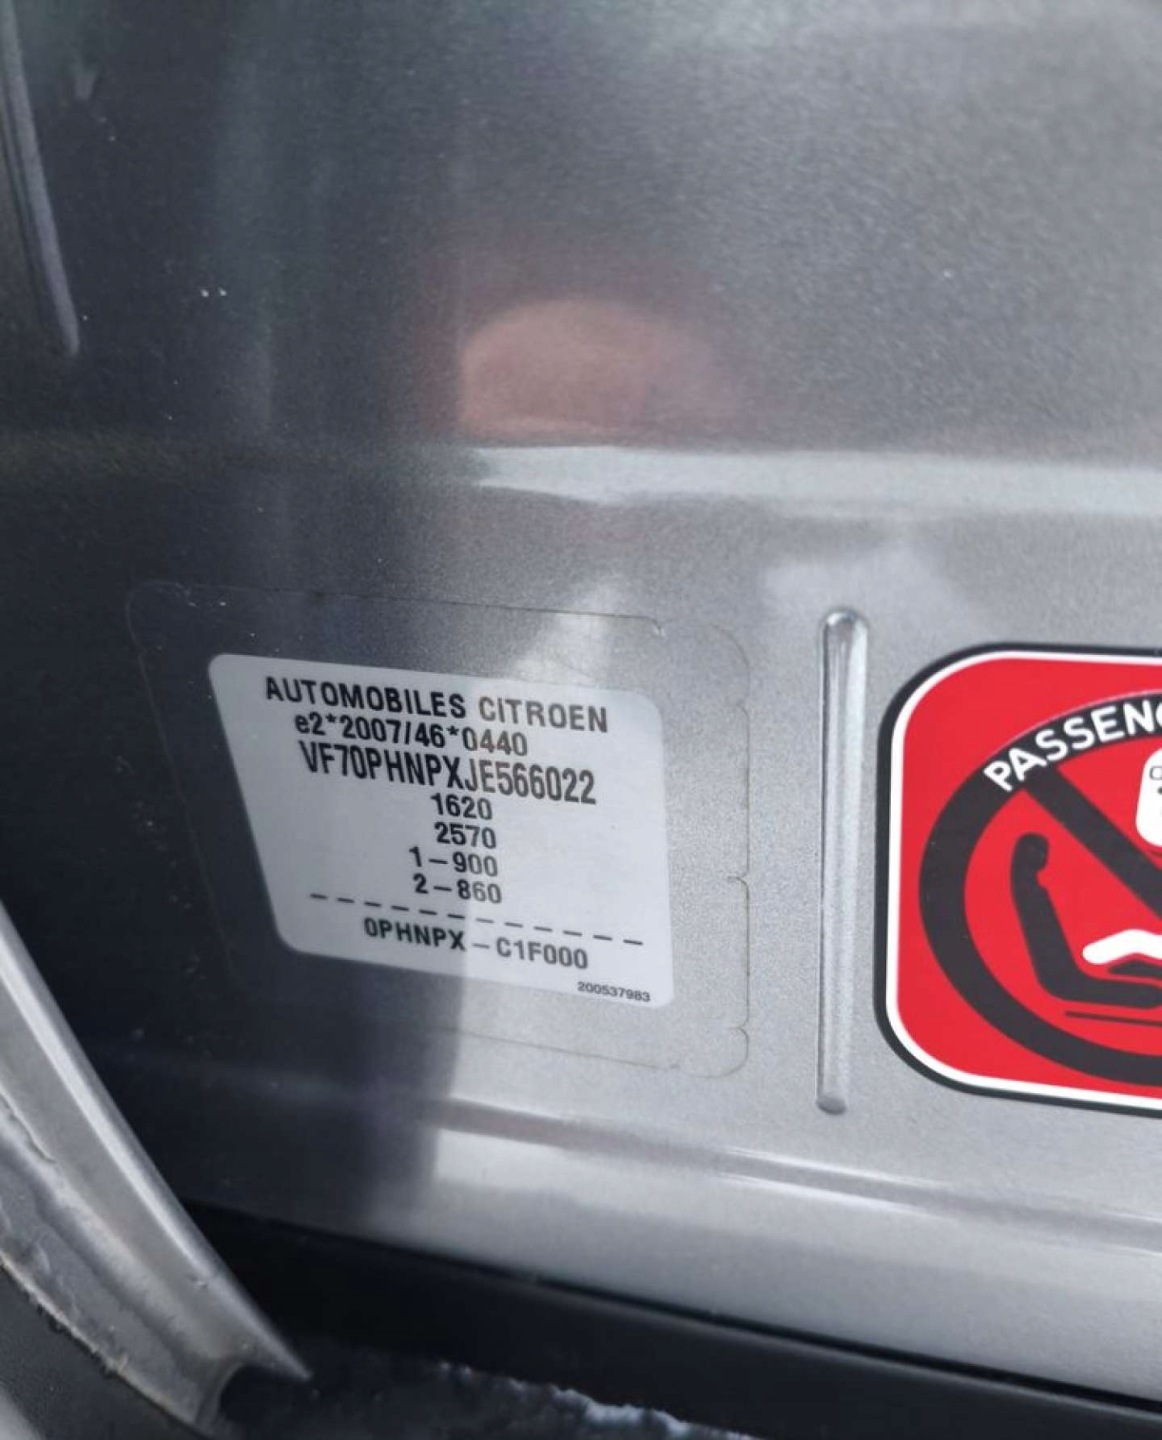 AUTOMOBILES CITROEN
e2*2007/46*0440
VF70PHNPXJE566022
1620
2570
1-900
2-860
0PHNPX-C1F000
200537983
PASSENG